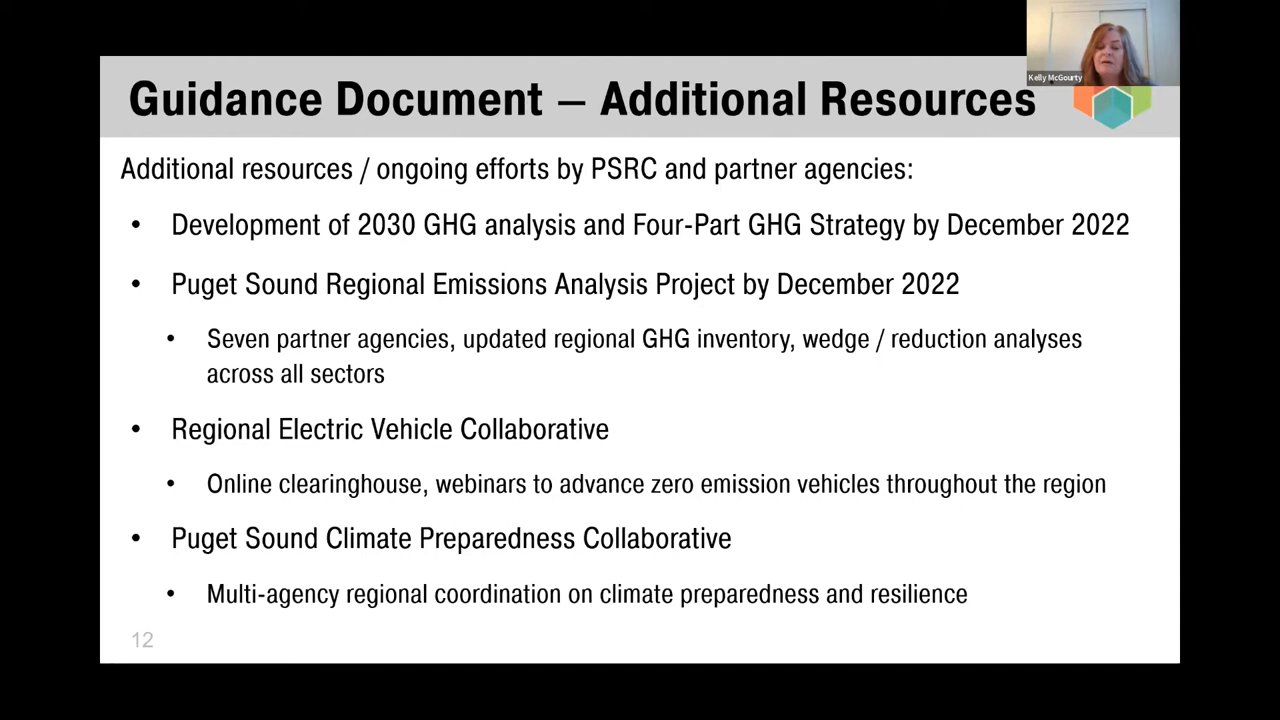 Kelly McGourty
Guidance Document – Additional Resources
Additional resources / ongoing efforts by PSRC and partner agencies:
• Development of 2030 GHG analysis and Four-Part GHG Strategy by December 2022
• Puget Sound Regional Emissions Analysis Project by December 2022
• Seven partner agencies, updated regional GHG inventory, wedge / reduction analyses
across all sectors
• Regional Electric Vehicle Collaborative
• Online clearinghouse, webinars to advance zero emission vehicles throughout the region
• Puget Sound Climate Preparedness Collaborative
• Multi-agency regional coordination on climate preparedness and resilience
12